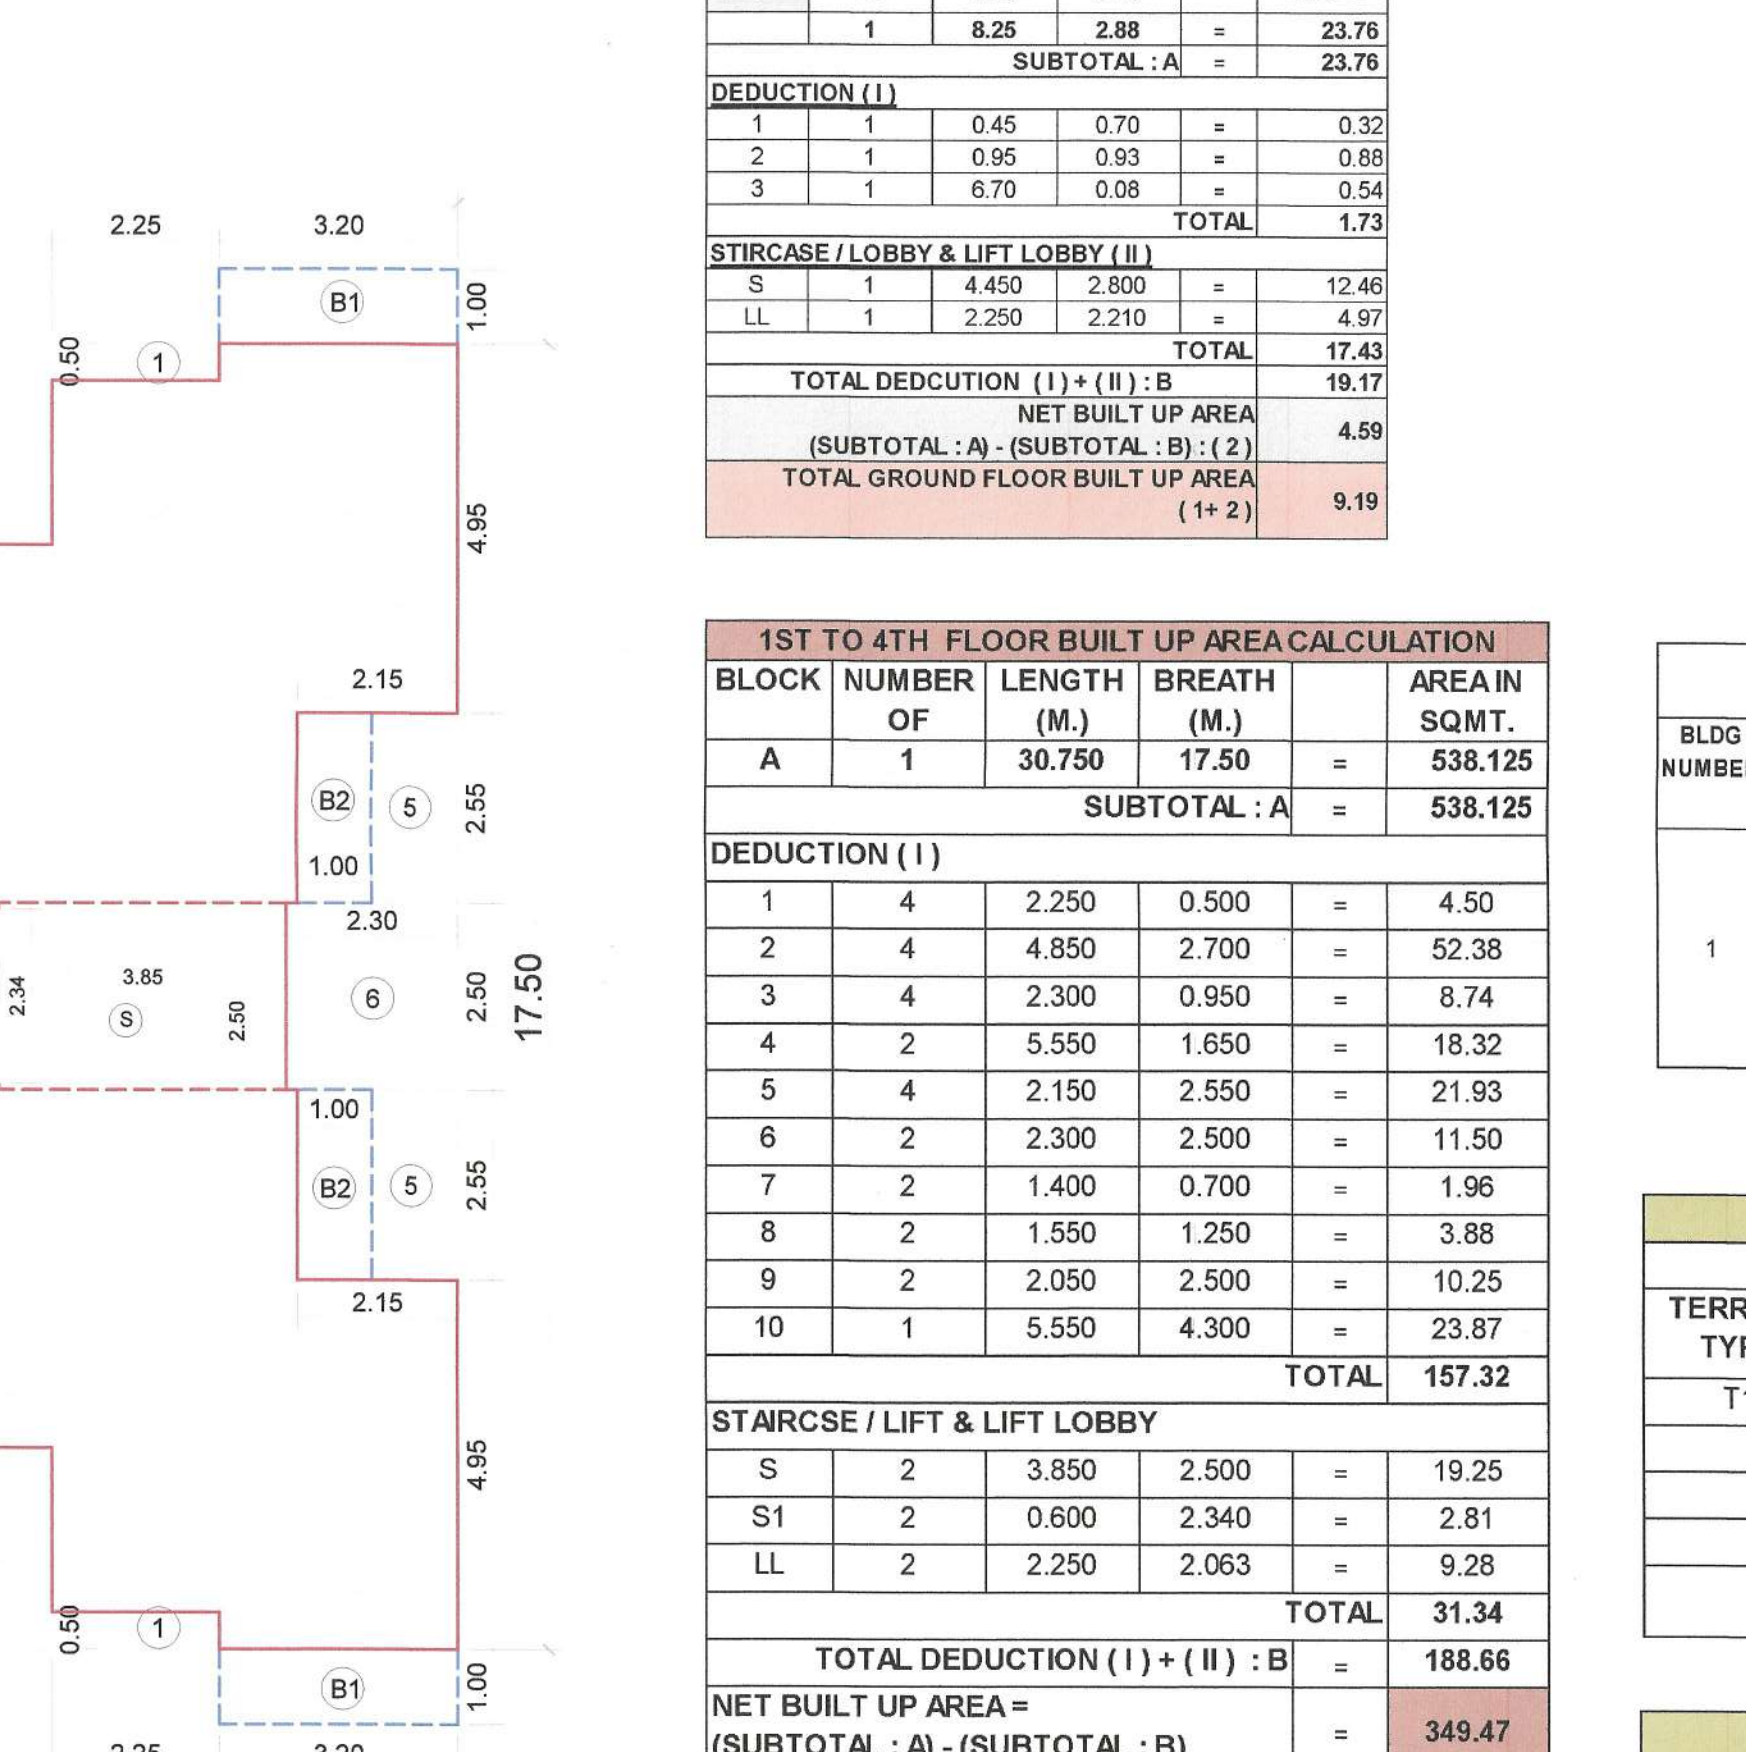 1 8.25 2.88 = 23.76
SUBTOTAL : A = 23.76
DEDUCTION ( I )
1 1 0.45 0.70 = 0.32
2 1 0.95 0.93 = 0.88
3 1 6.70 0.08 = 0.54
TOTAL 1.73
STIRCASE / LOBBY & LIFT LOBBY ( II )
S 1 4.450 2.800 = 12.46
LL 1 2.250 2.210 = 4.97
TOTAL 17.43
TOTAL DEDCUTION ( I ) + ( II ) : B 19.17
NET BUILT UP AREA
(SUBTOTAL : A) - (SUBTOTAL : B) : ( 2 ) 4.59
TOTAL GROUND FLOOR BUILT UP AREA
( 1+ 2 ) 9.19
2.25 3.20
B1 1.00
0.50 1
4.95
2.15
B2 5 2.55
1.00
2.30
2.34 3.85 S 2.50 6 2.50 17.50
1.00
B2 5 2.55
2.15
4.95
0.50 1
B1 1.00
2.25 3.20
1ST TO 4TH FLOOR BUILT UP AREA CALCULATION
BLOCK NUMBER LENGTH BREATH AREA IN
OF (M.) (M.) SQMT.
A 1 30.750 17.50 = 538.125
SUBTOTAL : A = 538.125
DEDUCTION ( I )
1 4 2.250 0.500 = 4.50
2 4 4.850 2.700 = 52.38
3 4 2.300 0.950 = 8.74
4 2 5.550 1.650 = 18.32
5 4 2.150 2.550 = 21.93
6 2 2.300 2.500 = 11.50
7 2 1.400 0.700 = 1.96
8 2 1.550 1.250 = 3.88
9 2 2.050 2.500 = 10.25
10 1 5.550 4.300 = 23.87
TOTAL 157.32
STAIRCSE / LIFT & LIFT LOBBY
S 2 3.850 2.500 = 19.25
S1 2 0.600 2.340 = 2.81
LL 2 2.250 2.063 = 9.28
TOTAL 31.34
TOTAL DEDUCTION ( I ) + ( II ) : B = 188.66
NET BUILT UP AREA =
(SUBTOTAL : A) - (SUBTOTAL : B) = 349.47
BLDG
NUMBE
1
TERR
TYP
T1